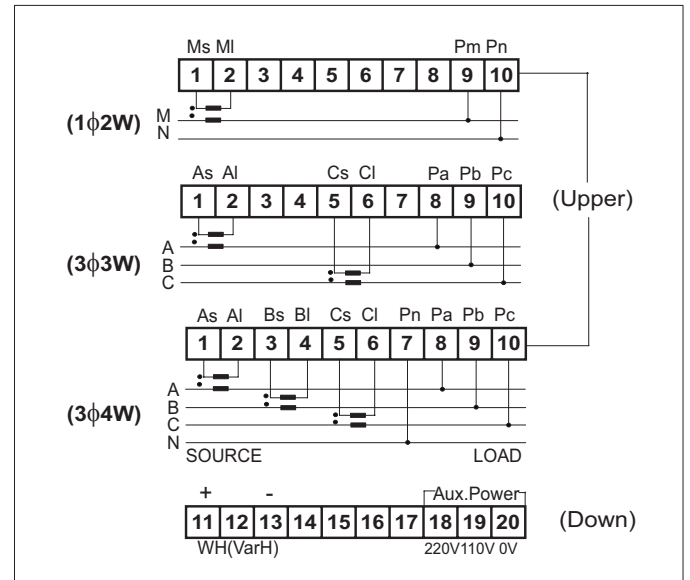 Ms Ml Pm Pn
1 2 3 4 5 6 7 8 9 10
(1ϕ2W)
M
N
As Al Cs Cl Pa Pb Pc
1 2 3 4 5 6 7 8 9 10
(Upper)
A
(3ϕ3W)
B
C
As Al Bs Bl Cs Cl Pn Pa Pb Pc
1 2 3 4 5 6 7 8 9 10
A
(3ϕ4W)
B
C
N
SOURCE LOAD
+ - Aux.Power
11 12 13 14 15 16 17 18 19 20 (Down)
WH(VarH) 220V110V 0V